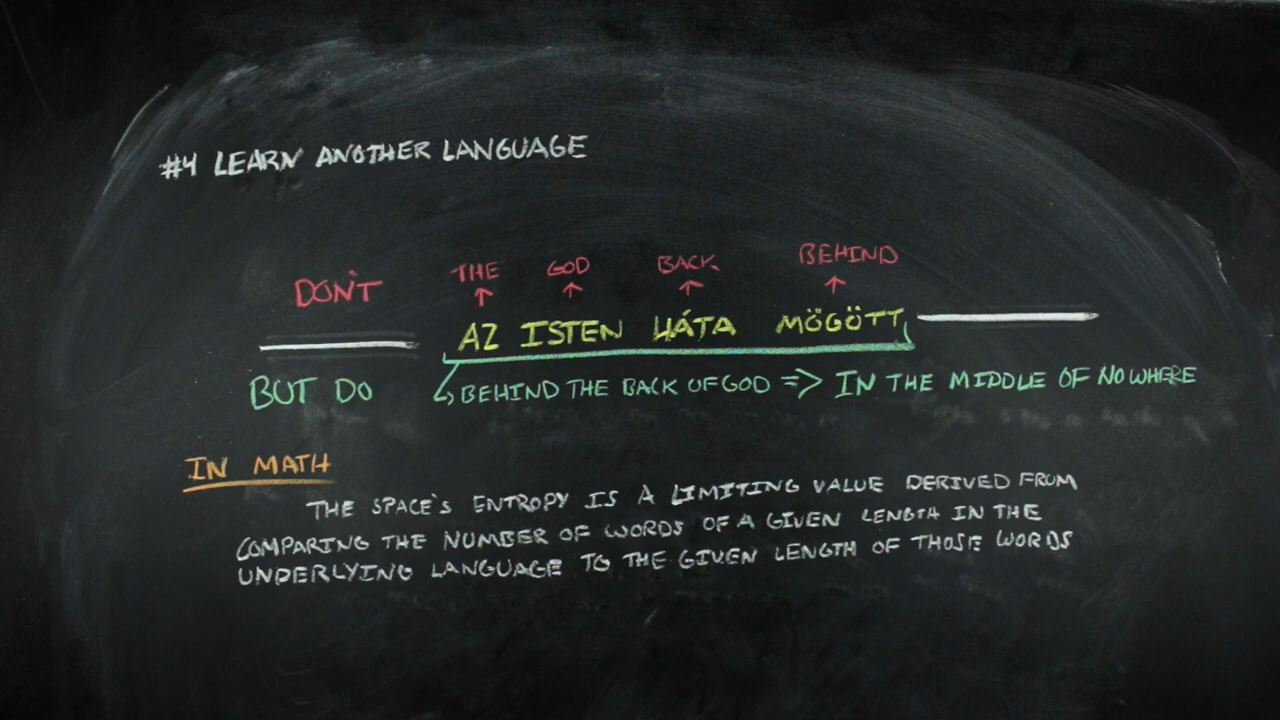 #4 LEARN ANOTHER LANGUAGE
DON'T
THE GOD BACK BEHIND
AZ ISTEN HÁTA MÖGÖTT
BUT DO
BEHIND THE BACK OF GOD => IN THE MIDDLE OF NOWHERE
IN MATH
THE SPACE'S ENTROPY IS A LIMITING VALUE DERIVED FROM
COMPARING THE NUMBER OF WORDS OF A GIVEN LENGTH IN THE
UNDERLYING LANGUAGE TO THE GIVEN LENGTH OF THOSE WORDS